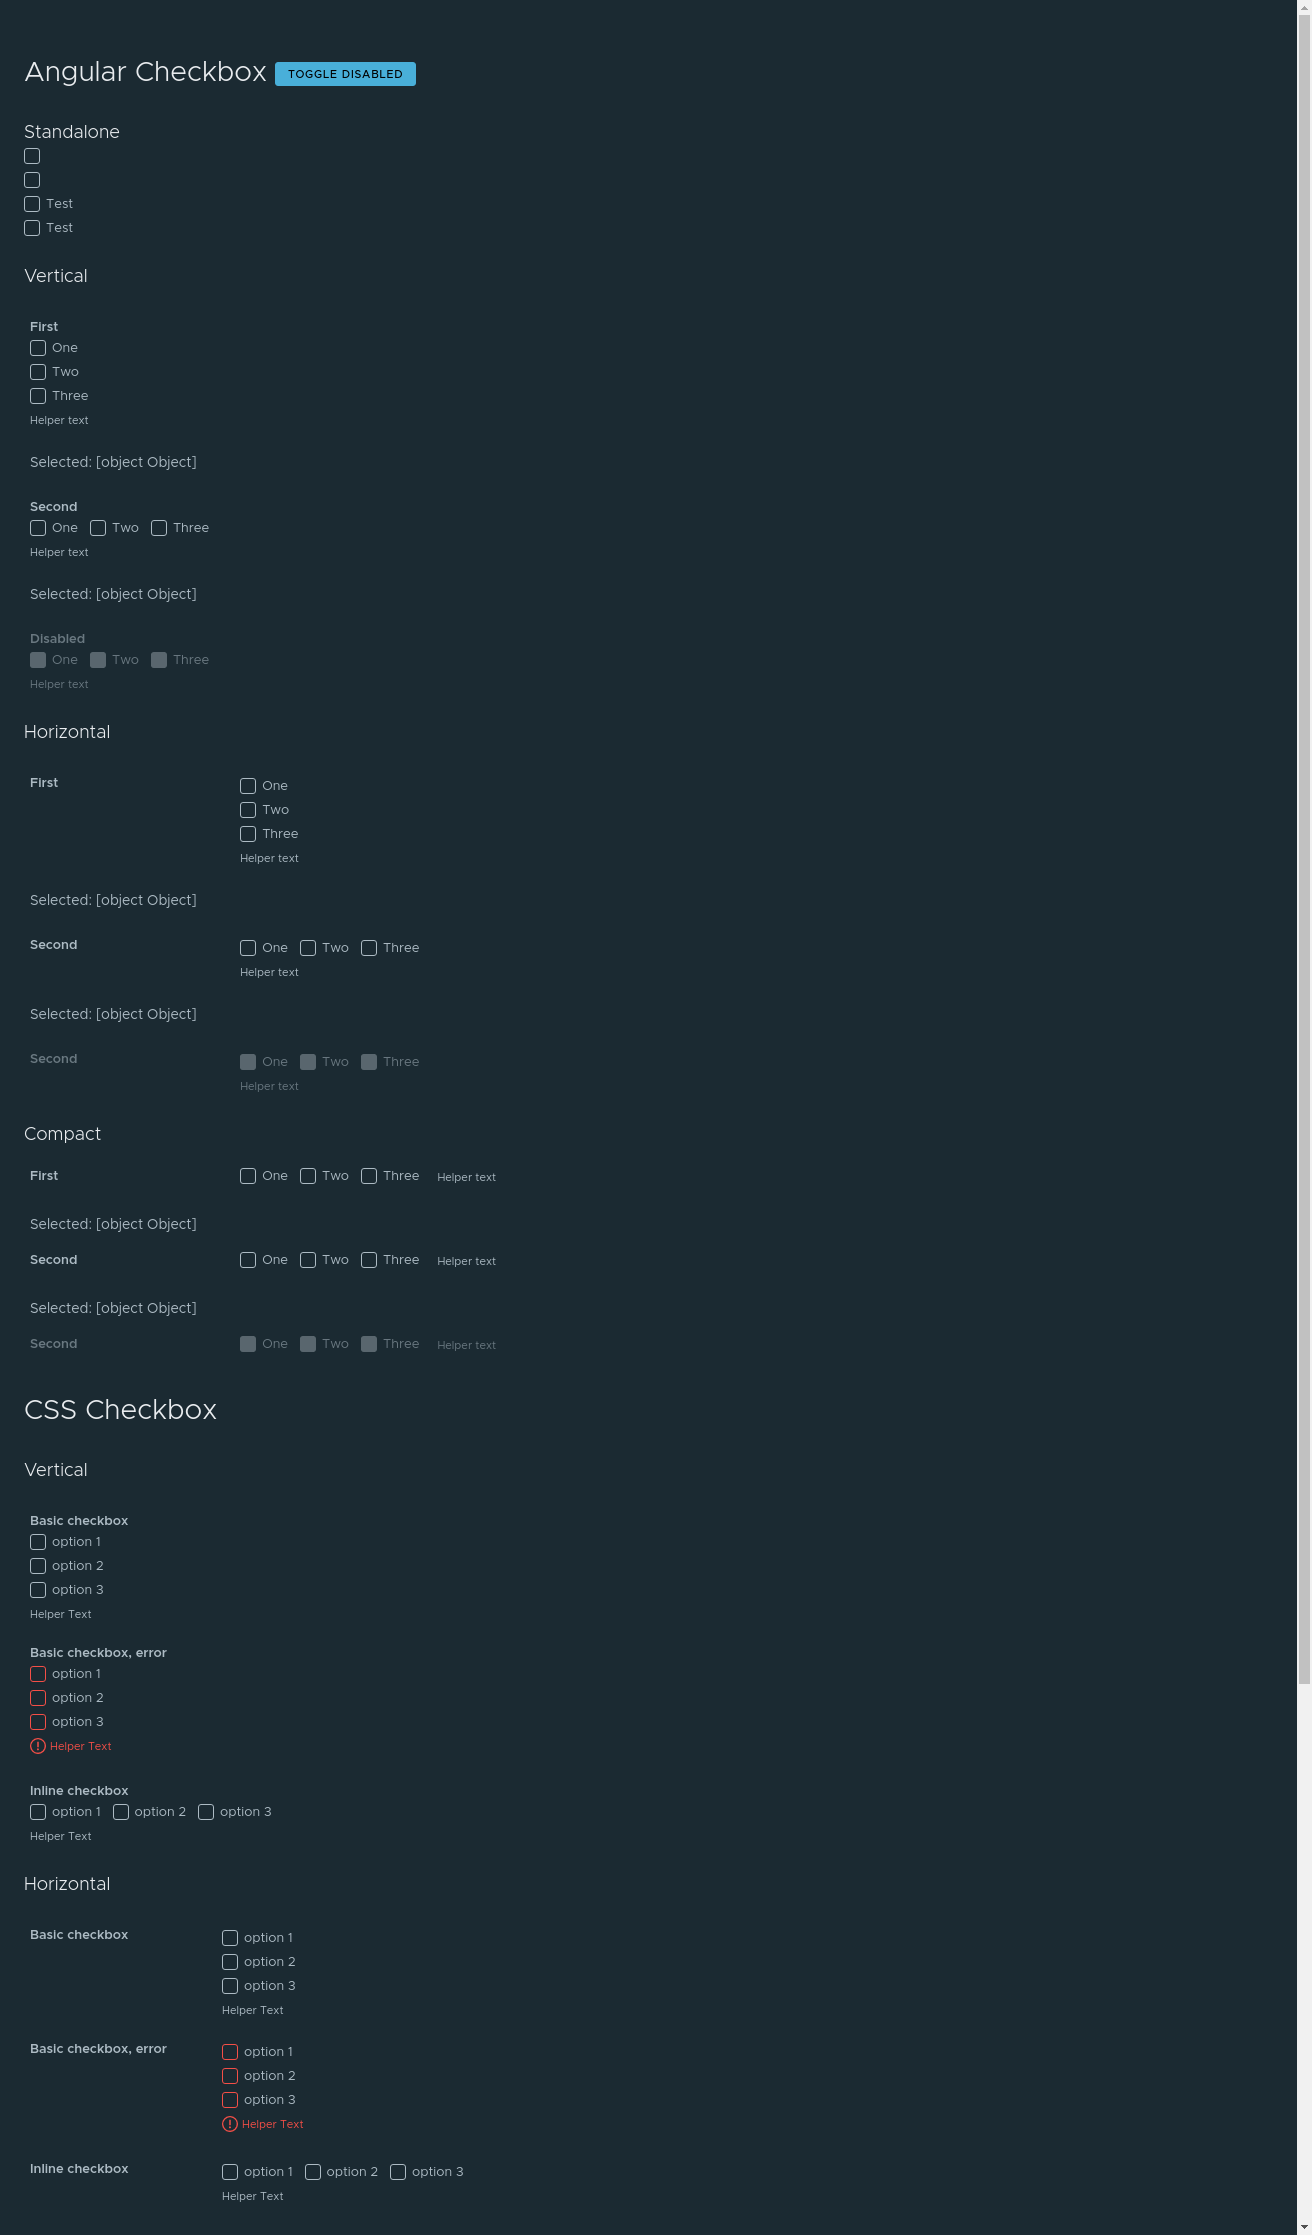 Angular Checkbox TOGGLE DISABLED
Standalone
Test
Test
Vertical
First
One
Two
Three
Helper text
Selected: [object Object]
Second
One Two Three
Helper text
Selected: [object Object]
Disabled
One Two Three
Helper text
Horizontal
First One
Two
Three
Helper text
Selected: [object Object]
Second One Two Three
Helper text
Selected: [object Object]
Second One Two Three
Helper text
Compact
First One Two Three Helper text
Selected: [object Object]
Second One Two Three Helper text
Selected: [object Object]
Second One Two Three Helper text
CSS Checkbox
Vertical
Basic checkbox
option 1
option 2
option 3
Helper Text
Basic checkbox, error
option 1
option 2
option 3
Helper Text
Inline checkbox
option 1 option 2 option 3
Helper Text
Horizontal
Basic checkbox option 1
option 2
option 3
Helper Text
Basic checkbox, error option 1
option 2
option 3
Helper Text
Inline checkbox option 1 option 2 option 3
Helper Text